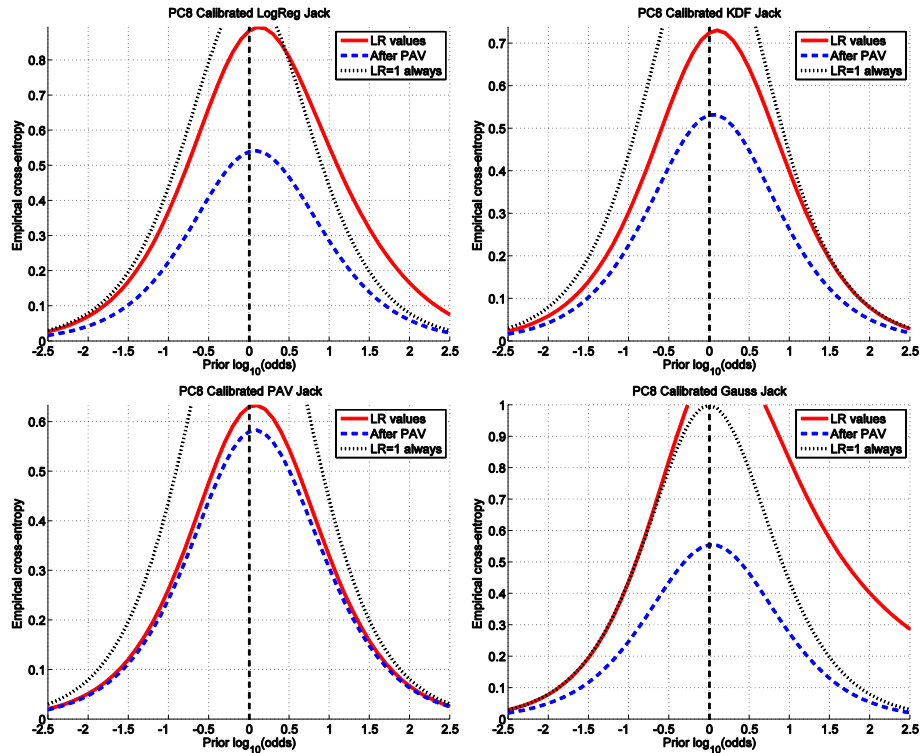 PC8 Calibrated LogReg Jack
LR values
After PAV
LR=1 always
Empirical cross-entropy
0.8
0.7
0.6
0.5
0.4
0.3
0.2
0.1
0
-2.5 -2 -1.5 -1 -0.5 0 0.5 1 1.5 2 2.5
Prior log10(odds)
PC8 Calibrated KDF Jack
LR values
After PAV
LR=1 always
Empirical cross-entropy
0.7
0.6
0.5
0.4
0.3
0.2
0.1
0
-2.5 -2 -1.5 -1 -0.5 0 0.5 1 1.5 2 2.5
Prior log10(odds)
PC8 Calibrated PAV Jack
LR values
After PAV
LR=1 always
Empirical cross-entropy
0.6
0.5
0.4
0.3
0.2
0.1
0
-2.5 -2 -1.5 -1 -0.5 0 0.5 1 1.5 2 2.5
Prior log10(odds)
PC8 Calibrated Gauss Jack
LR values
After PAV
LR=1 always
Empirical cross-entropy
1
0.9
0.8
0.7
0.6
0.5
0.4
0.3
0.2
0.1
0
-2.5 -2 -1.5 -1 -0.5 0 0.5 1 1.5 2 2.5
Prior log10(odds)